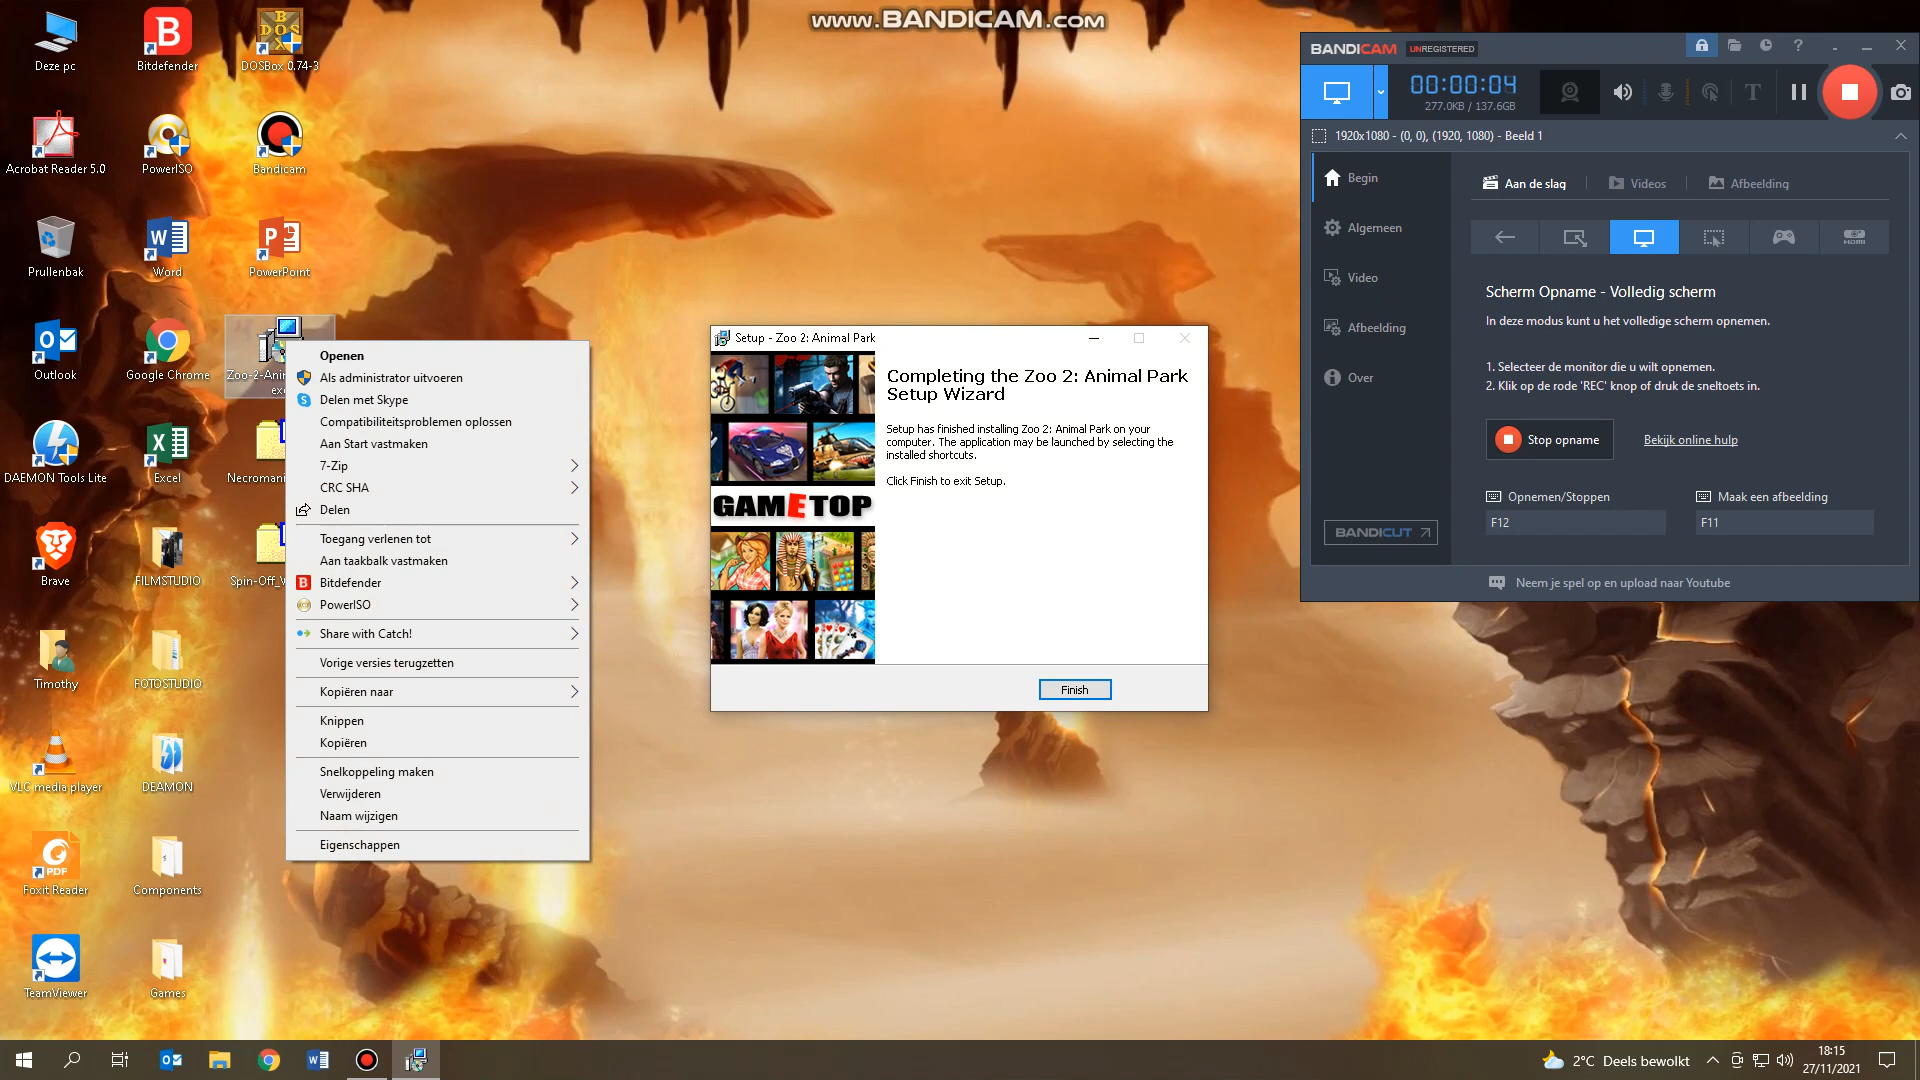 www.BANDICAM.com
Deze pc
Bitdefender
DOSBox 0.74-3
Acrobat Reader 5.0
PowerISO
Bandicam
Prullenbak
Word
PowerPoint
Outlook
Google Chrome
Zoo-2-Ani
exe
DAEMON Tools Lite
Excel
Necromani
Brave
FILMSTUDIO
Spin-Off_
Timothy
FOTOSTUDIO
VLC media player
DEAMON
Foxit Reader
Components
TeamViewer
Games
Openen
Als administrator uitvoeren
Delen met Skype
Compatibiliteitsproblemen oplossen
Aan Start vastmaken
7-Zip
CRC SHA
Delen
Toegang verlenen tot
Aan taakbalk vastmaken
Bitdefender
PowerISO
Share with Catch!
Vorige versies terugzetten
Kopiëren naar
Knippen
Kopiëren
Snelkoppeling maken
Verwijderen
Naam wijzigen
Eigenschappen
Setup - Zoo 2: Animal Park
GAMETOP
Completing the Zoo 2: Animal Park
Setup Wizard
Setup has finished installing Zoo 2: Animal Park on your
computer. The application may be launched by selecting the
installed shortcuts.
Click Finish to exit Setup.
Finish
BANDICAM UNREGISTERED
00:00:04
277.0KB / 137.6GB
1920x1080 - (0, 0), (1920, 1080) - Beeld 1
Begin
Algemeen
Video
Afbeelding
Over
BANDICUT
Aan de slag
Videos
Afbeelding
HDMI
Scherm Opname - Volledig scherm
In deze modus kunt u het volledige scherm opnemen.
1. Selecteer de monitor die u wilt opnemen.
2. Klik op de rode 'REC' knop of druk de sneltoets in.
Stop opname
Bekijk online hulp
Opnemen/Stoppen
Maak een afbeelding
F12
F11
Neem je spel op en upload naar Youtube
2°C Deels bewolkt
18:15
27/11/2021